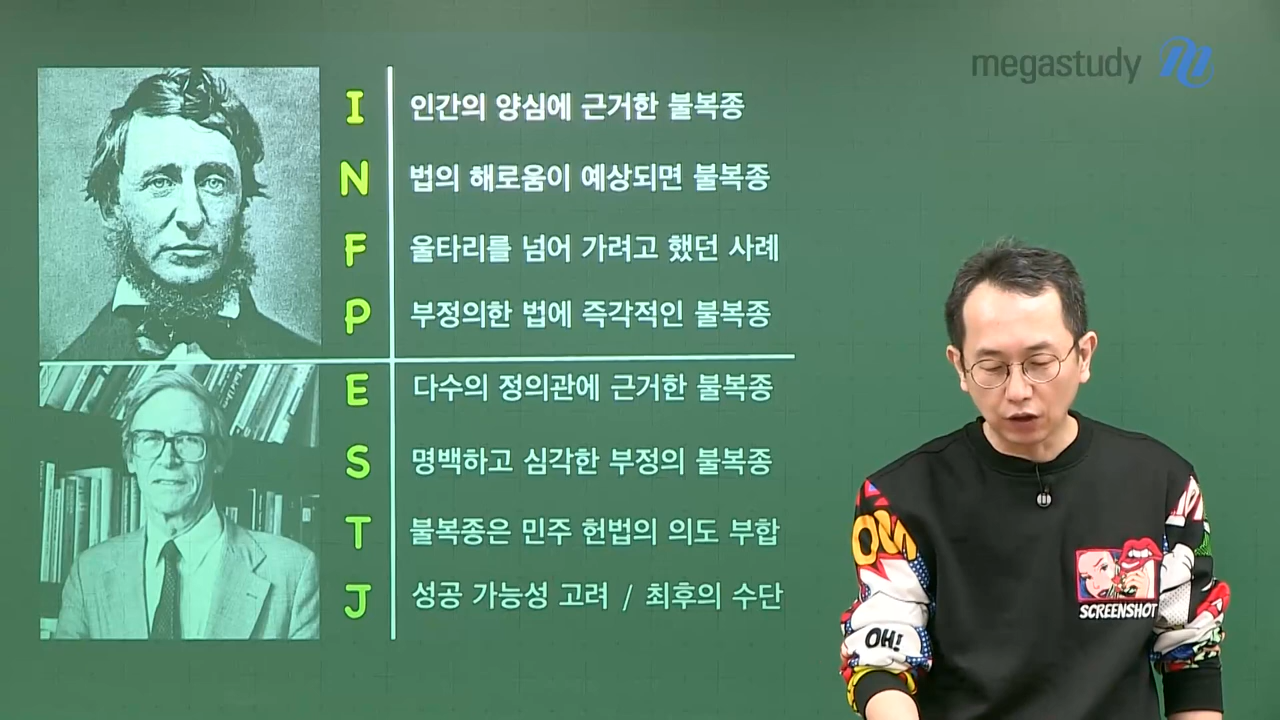 megastudy
I 인간의 양심에 근거한 불복종
N 법의 해로움이 예상되면 불복종
F 울타리를 넘어 가려고 했던 사례
P 부정의한 법에 즉각적인 불복종
E 다수의 정의관에 근거한 불복종
S 명백하고 심각한 부정의 불복종
T 불복종은 민주 헌법의 의도 부합
J 성공 가능성 고려 / 최후의 수단
SCREENSHOT
OH!